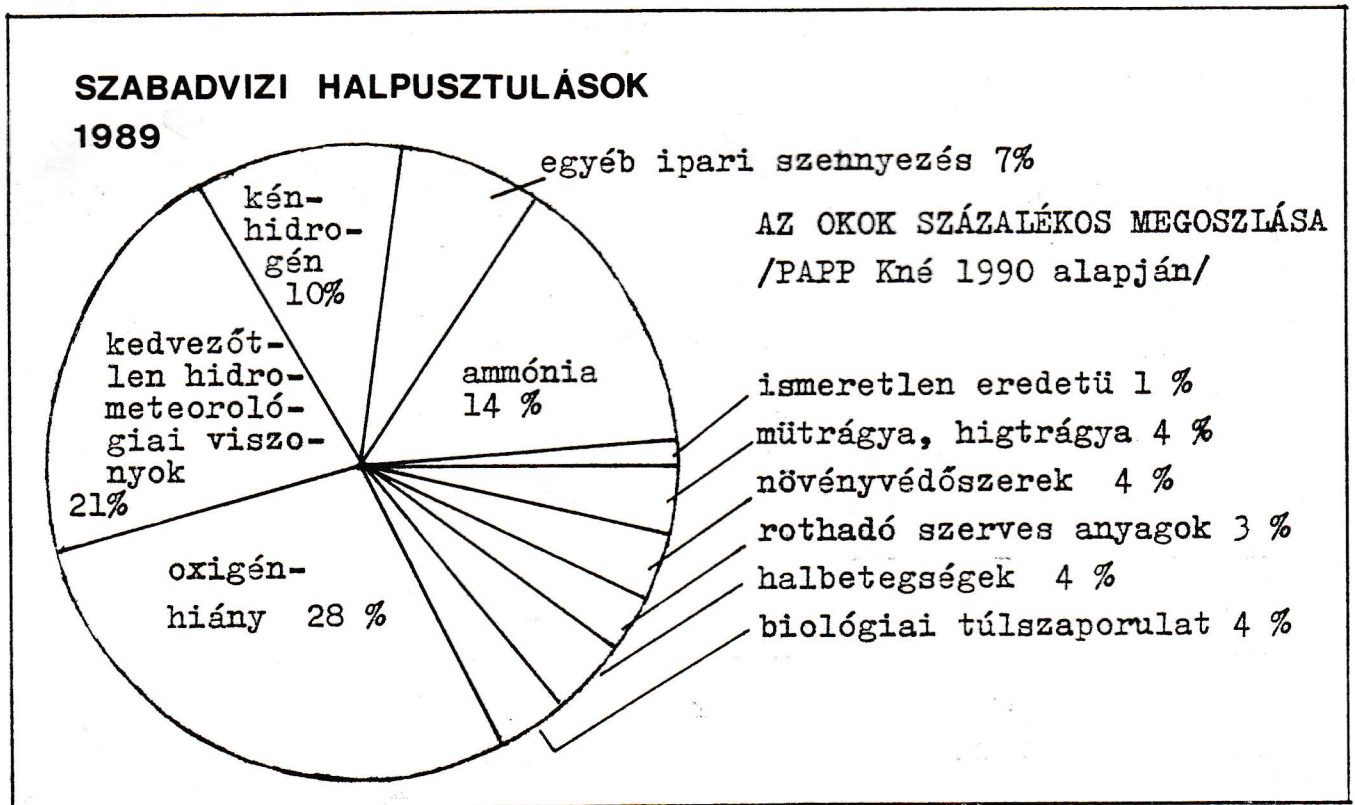 SZABADVIZI HALPUSZTULÁSOK
1989
egyéb ipari szennyezés 7%
AZ OKOK SZÁZALÉKOS MEGOSZLÁSA
/PAPP Kné 1990 alapján/
kén-
hidro-
gén
10%
kedvezőt-
len hidro-
meteoroló-
giai viszo-
nyok
21%
ammónia
14 %
oxigén-
hiány 28 %
ismeretlen eredetü 1 %
mütrágya, higtrágya 4 %
növényvédőszerek 4 %
rothadó szerves anyagok 3 %
halbetegségek 4 %
biológiai túlszaporulat 4 %